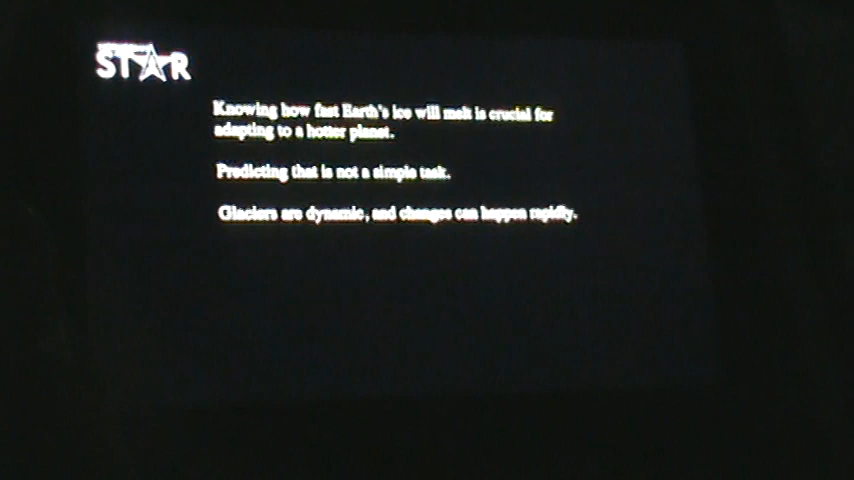 STAR
Knowing how fast Earth's ice will melt is crucial for
adapting to a hotter planet.
Predicting that is not a simple task.
Glaciers are dynamic, and changes can happen rapidly.